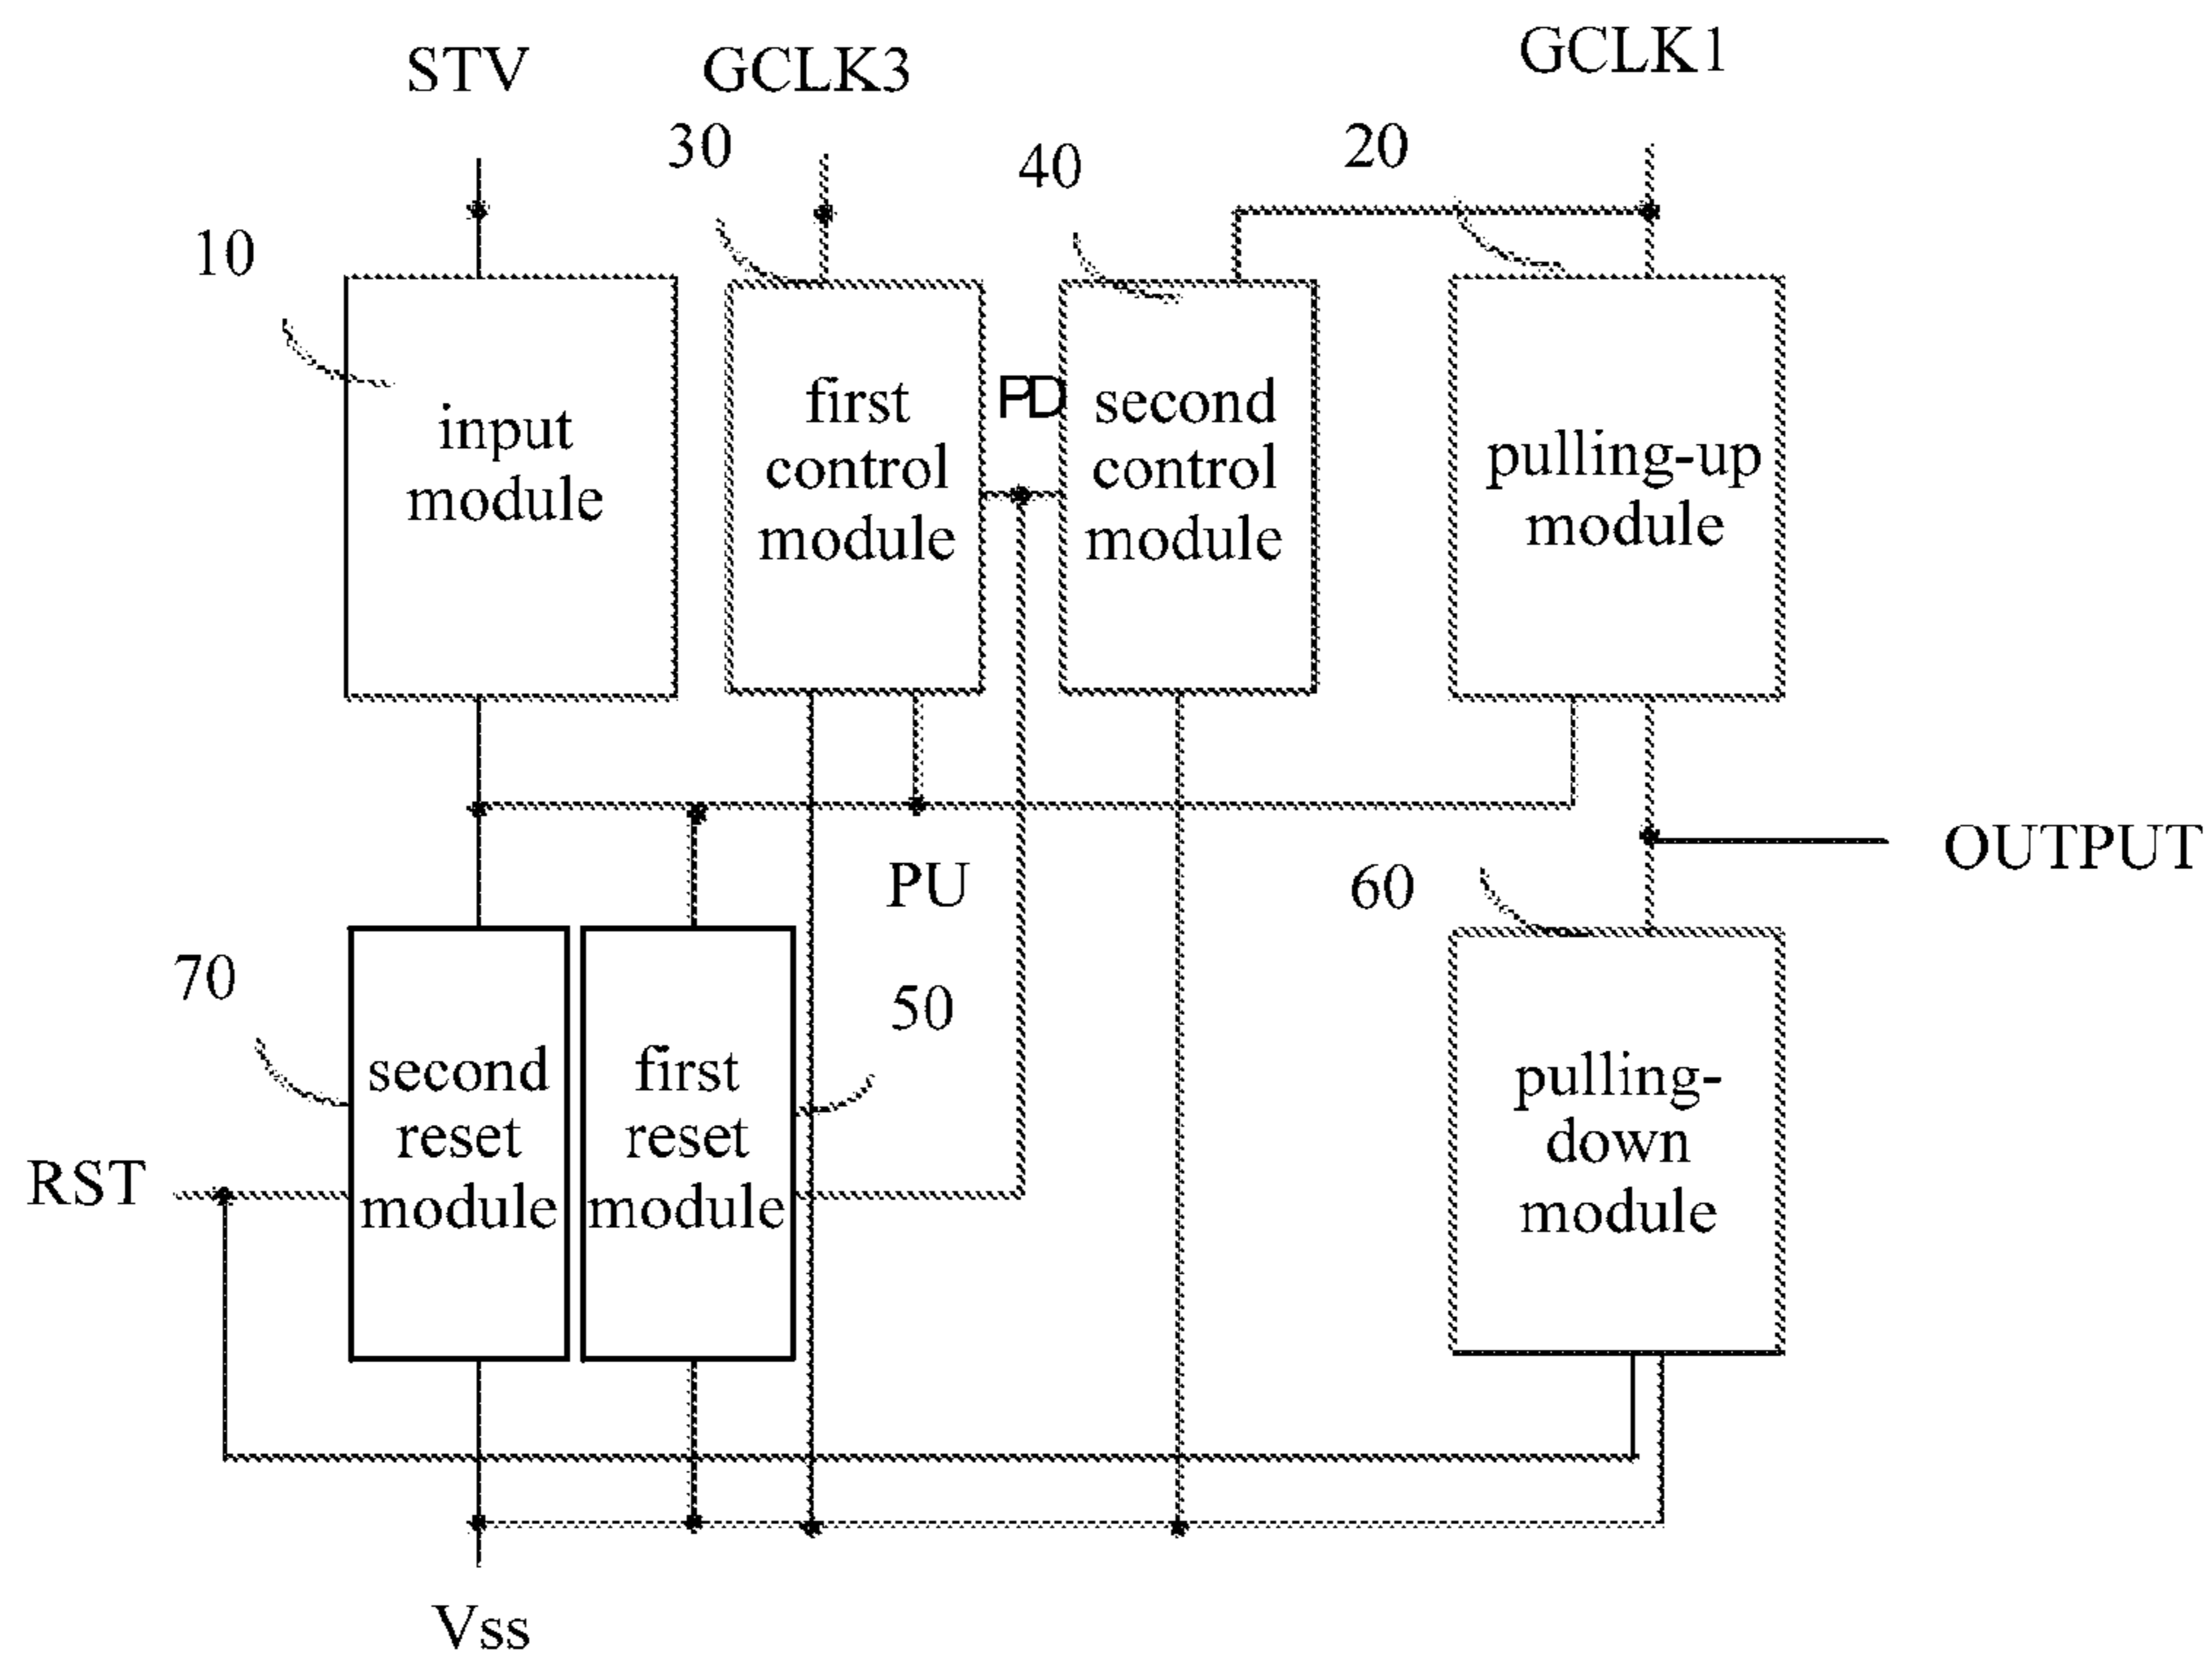 STV
GCLK3
GCLK1
30
40
20
10
input
module
first
control
module
PD
second
control
module
pulling-up
module
PU
OUTPUT
60
70
50
second
reset
module
first
reset
module
pulling-
down
module
RST
Vss